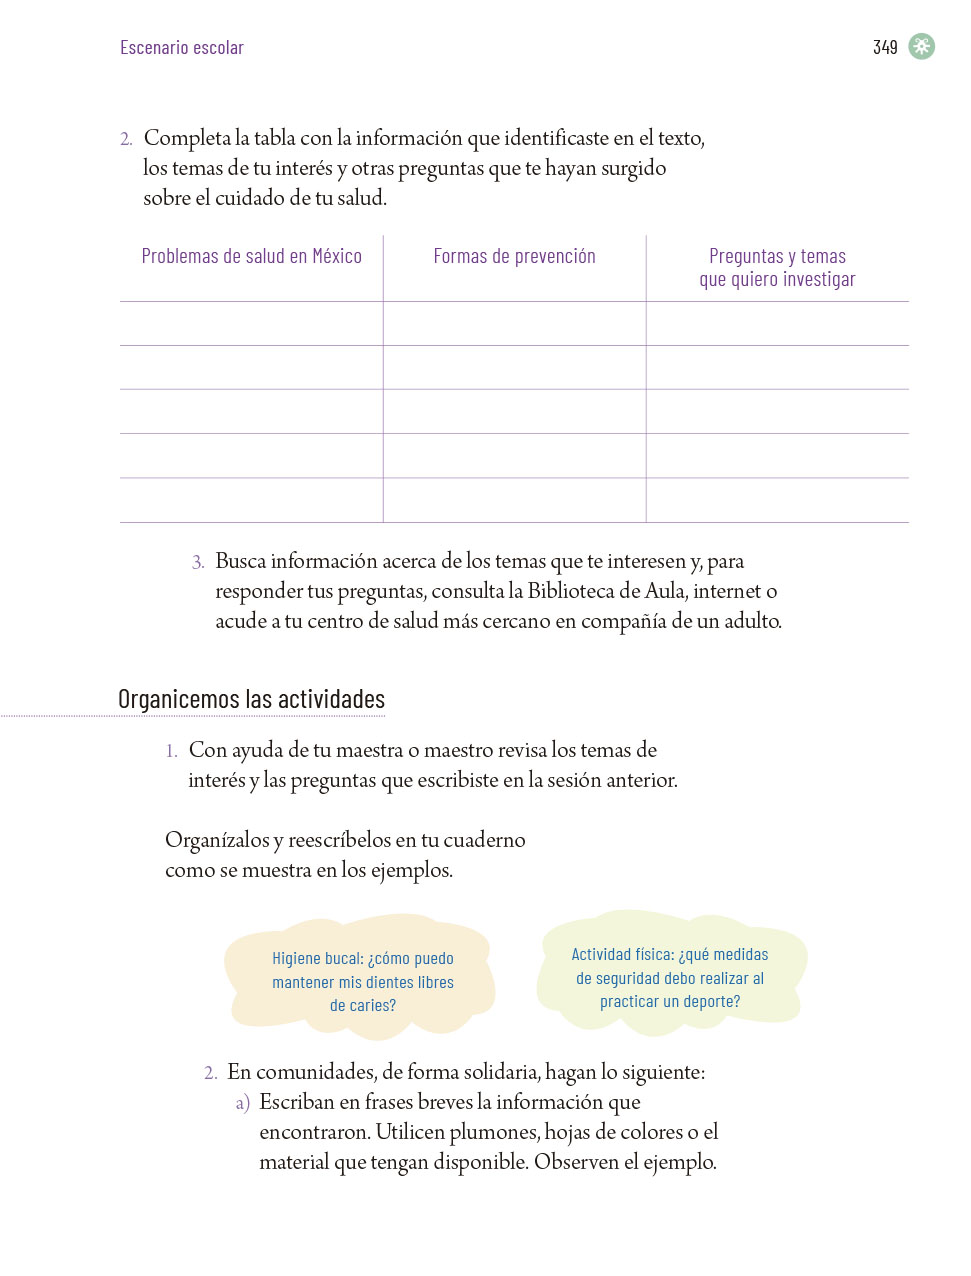 Escenario escolar
349
2. Completa la tabla con la información que identificaste en el texto,
los temas de tu interés y otras preguntas que te hayan surgido
sobre el cuidado de tu salud.
Problemas de salud en México
Formas de prevención
Preguntas y temas
que quiero investigar
3. Busca información acerca de los temas que te interesen y, para
responder tus preguntas, consulta la Biblioteca de Aula, internet o
acude a tu centro de salud más cercano en compañía de un adulto.
Organicemos las actividades
1. Con ayuda de tu maestra o maestro revisa los temas de
interés y las preguntas que escribiste en la sesión anterior.
Organízalos y reescríbelos en tu cuaderno
como se muestra en los ejemplos.
Higiene bucal: ¿cómo puedo
mantener mis dientes libres
de caries?
Actividad física: ¿qué medidas
de seguridad debo realizar al
practicar un deporte?
2. En comunidades, de forma solidaria, hagan lo siguiente:
a) Escriban en frases breves la información que
encontraron. Utilicen plumones, hojas de colores o el
material que tengan disponible. Observen el ejemplo.